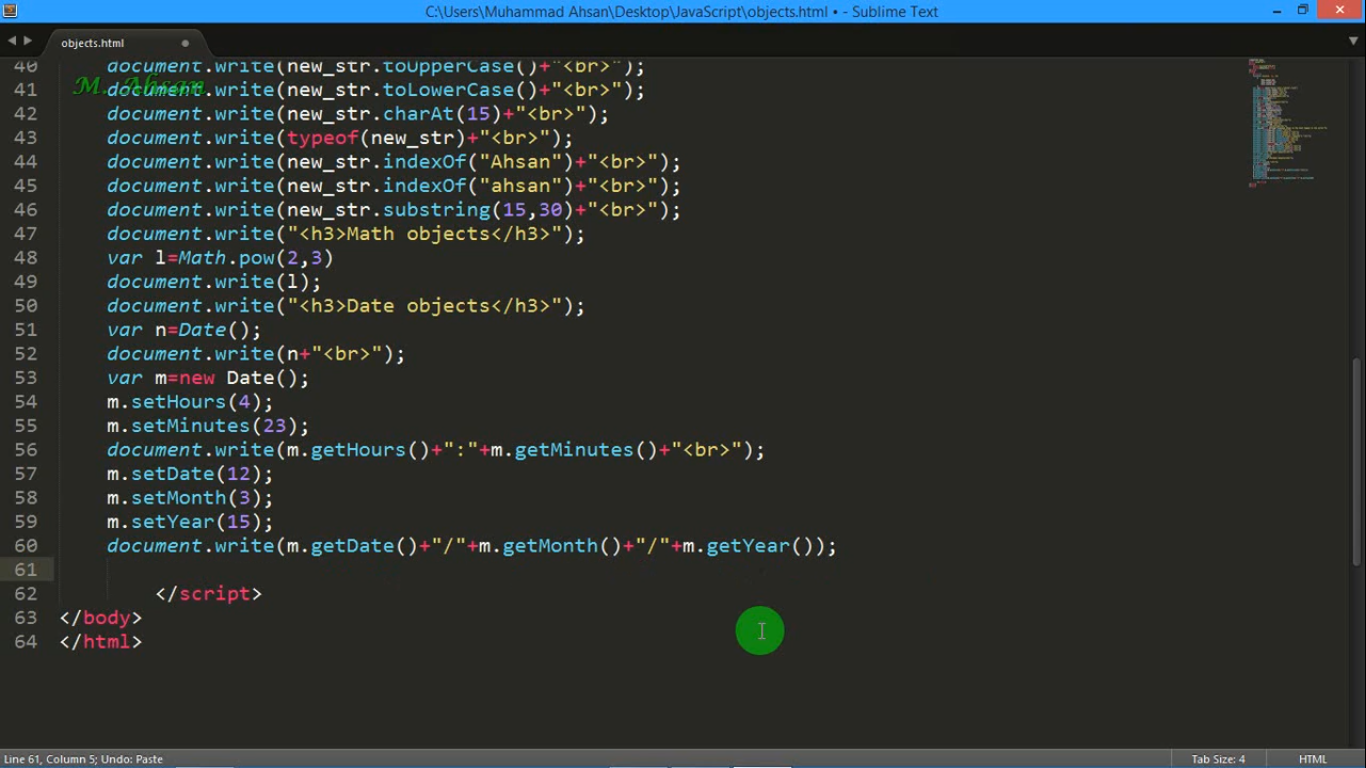 C:\Users\Muhammad Ahsan\Desktop\JavaScript\objects.html • - Sublime Text
objects.html
M. Ahsan
40 document.write(new_str.toUpperCase()+"<br>");
41 document.write(new_str.toLowerCase()+"<br>");
42 document.write(new_str.charAt(15)+"<br>");
43 document.write(typeof(new_str)+"<br>");
44 document.write(new_str.indexOf("Ahsan")+"<br>");
45 document.write(new_str.indexOf("ahsan")+"<br>");
46 document.write(new_str.substring(15,30)+"<br>");
47 document.write("<h3>Math objects</h3>");
48 var l=Math.pow(2,3)
49 document.write(l);
50 document.write("<h3>Date objects</h3>");
51 var n=Date();
52 document.write(n+"<br>");
53 var m=new Date();
54 m.setHours(4);
55 m.setMinutes(23);
56 document.write(m.getHours()+":"+m.getMinutes()+"<br>");
57 m.setDate(12);
58 m.setMonth(3);
59 m.setYear(15);
60 document.write(m.getDate()+"/"+m.getMonth()+"/"+m.getYear());
61
62 </script>
63 </body>
64 </html>
Line 61, Column 5; Undo: Paste
Tab Size: 4
HTML